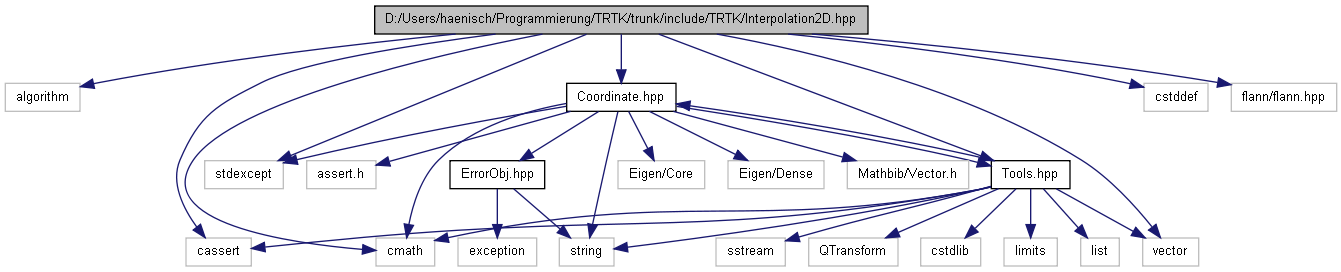 D:/Users/haenisch/Programmierung/TRTK/trunk/include/TRTK/Interpolation2D.hpp
algorithm
Coordinate.hpp
cstddef
flann/flann.hpp
stdexcept
assert.h
ErrorObj.hpp
Eigen/Core
Eigen/Dense
Mathbib/Vector.h
Tools.hpp
cassert
cmath
exception
string
sstream
QTransform
cstdlib
limits
list
vector